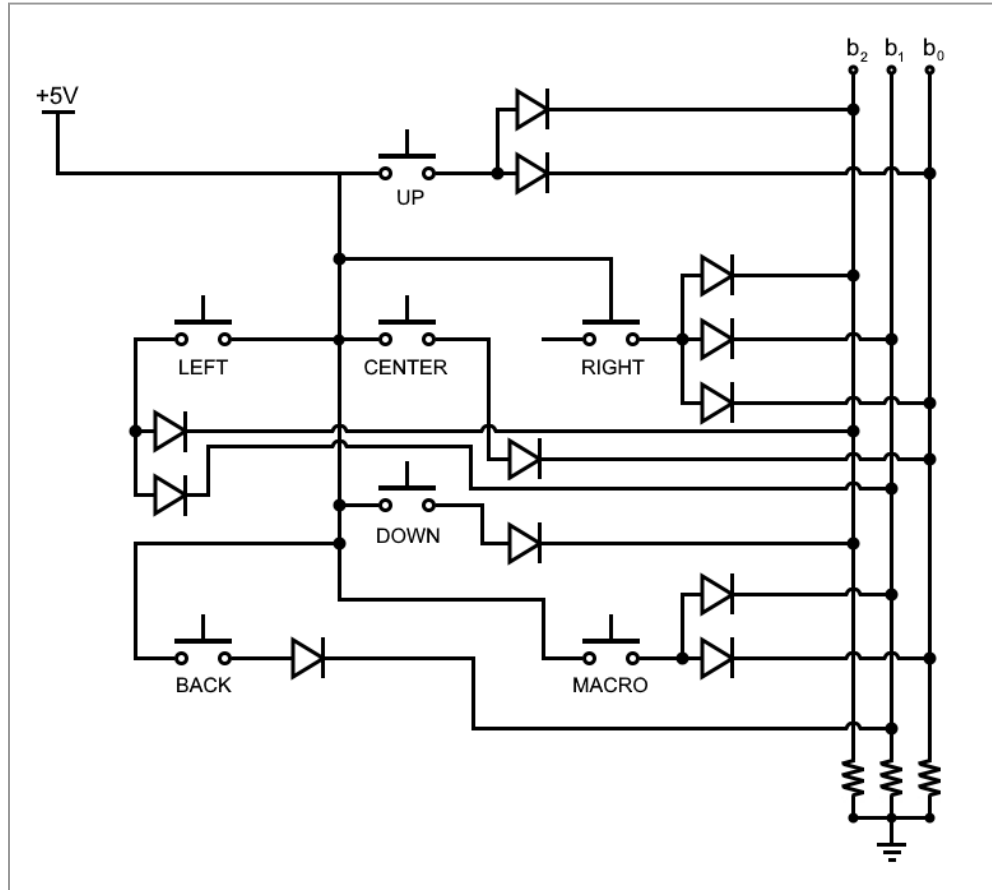 b₂ b₁ b₀
+5V
UP
LEFT CENTER RIGHT
DOWN
BACK MACRO